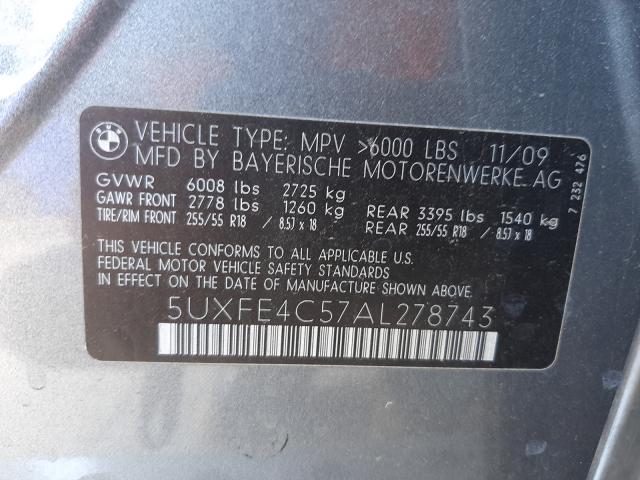 BMW
VEHICLE TYPE: MPV >6000 LBS 11/09
MFD BY BAYERISCHE MOTORENWERKE AG
GVWR 6008 lbs 2725 kg
GAWR FRONT 2778 lbs 1260 kg REAR 3395 lbs 1540 kg
TIRE/RIM FRONT 255/55 R18 / 8.5J x 18 REAR 255/55 R18 / 8.5J x 18
THIS VEHICLE CONFORMS TO ALL APPLICABLE U.S.
FEDERAL MOTOR VEHICLE SAFETY STANDARDS
IN EFFECT ON THE DATE OF MANUFACTURE SHOWN ABOVE.
5UXFE4C57AL278743
7 232 476